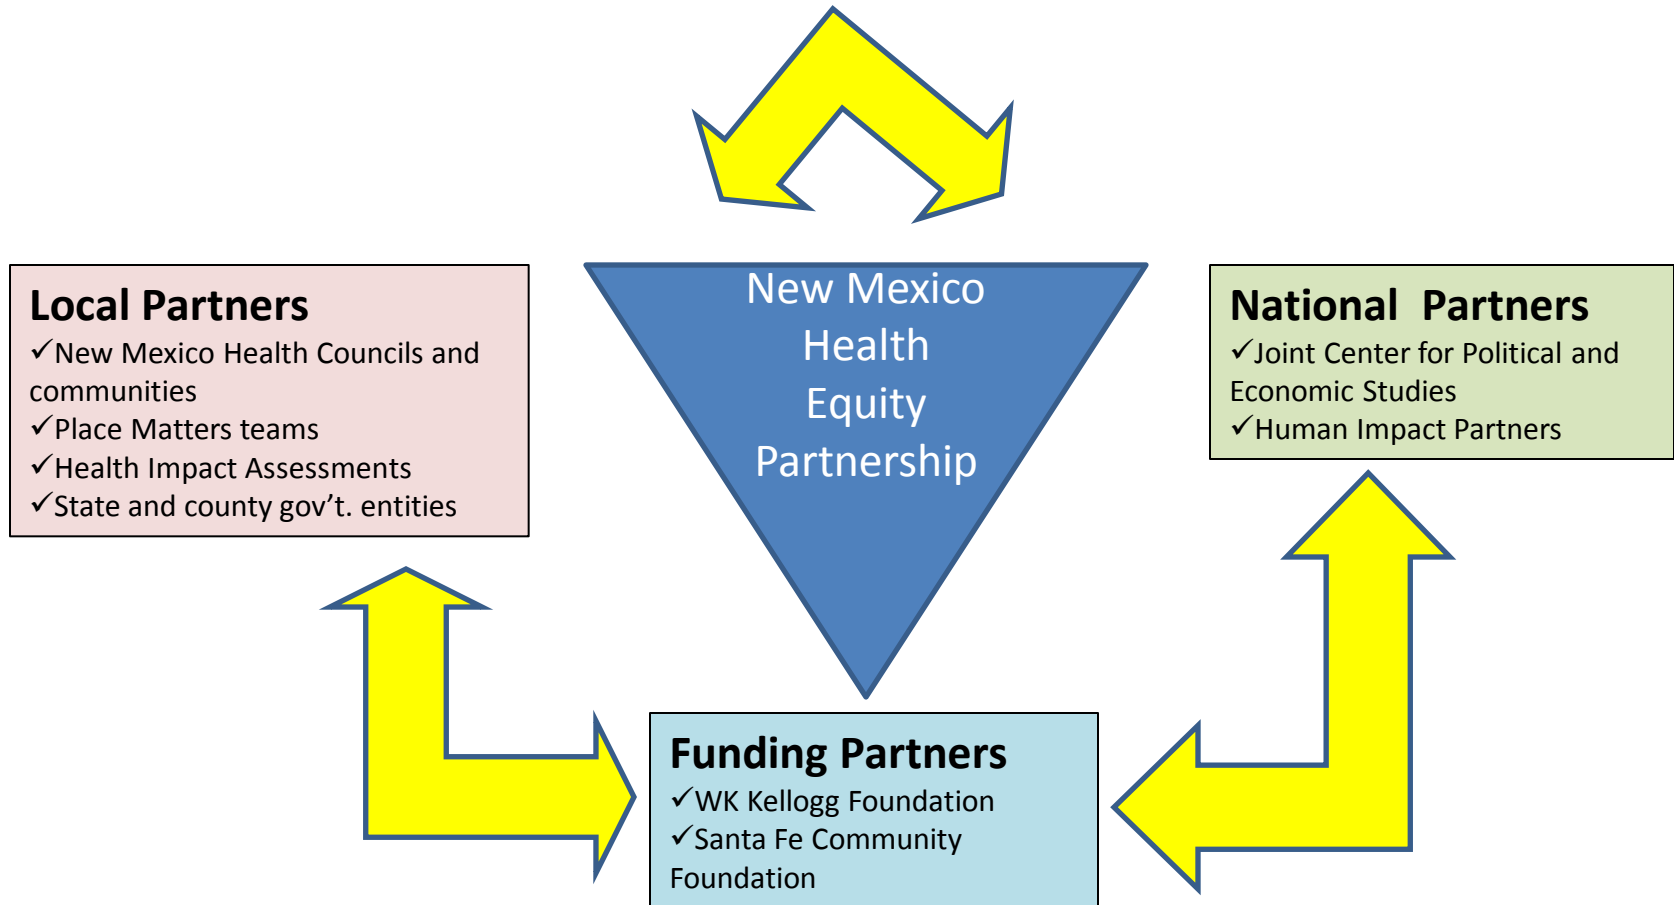 Local Partners
✓New Mexico Health Councils and
communities
✓Place Matters teams
✓Health Impact Assessments
✓State and county gov’t. entities
New Mexico
Health
Equity
Partnership
National Partners
✓Joint Center for Political and
Economic Studies
✓Human Impact Partners
Funding Partners
✓WK Kellogg Foundation
✓Santa Fe Community
Foundation